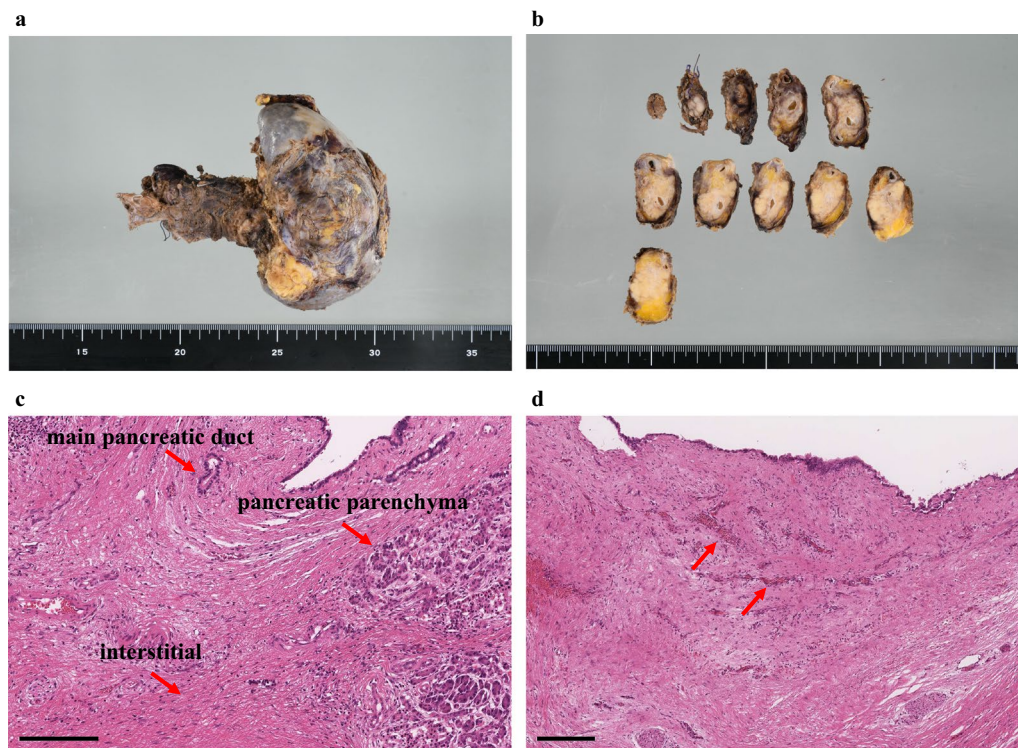 a
b
15 20 25 30 35
c
main pancreatic duct
pancreatic parenchyma
interstitial
d